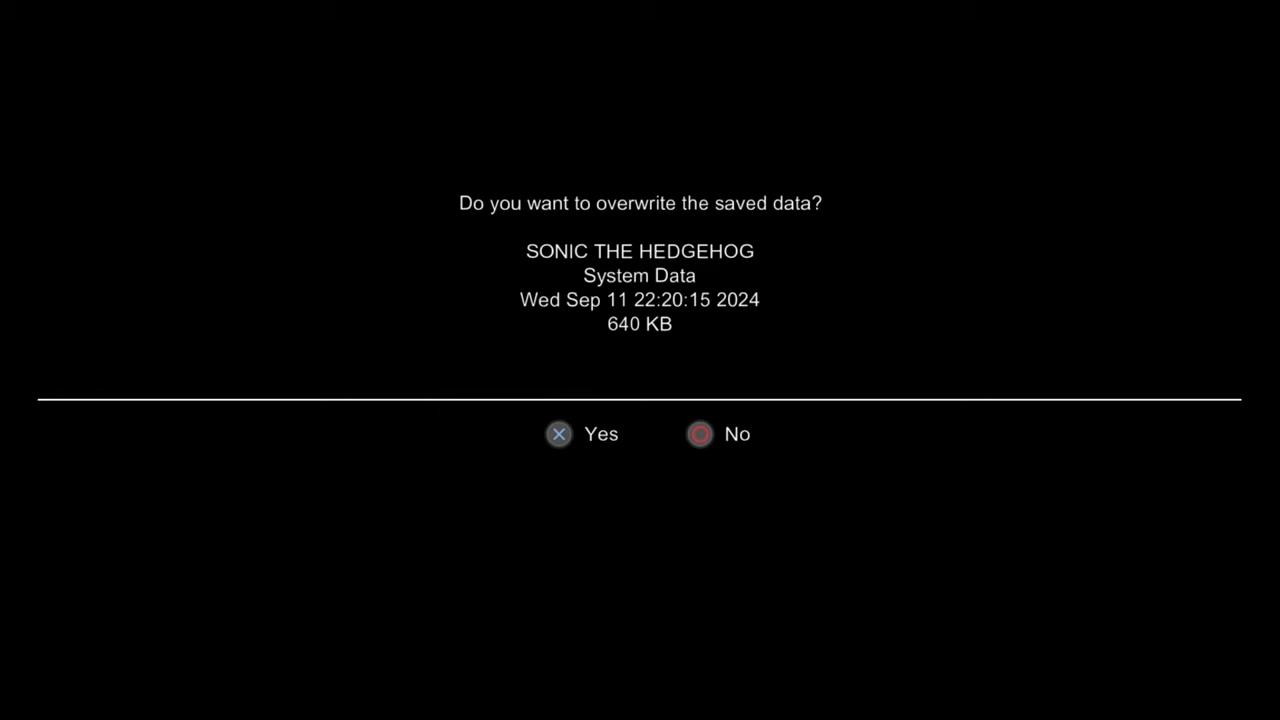 Do you want to overwrite the saved data?
SONIC THE HEDGEHOG
System Data
Wed Sep 11 22:20:15 2024
640 KB
Yes No